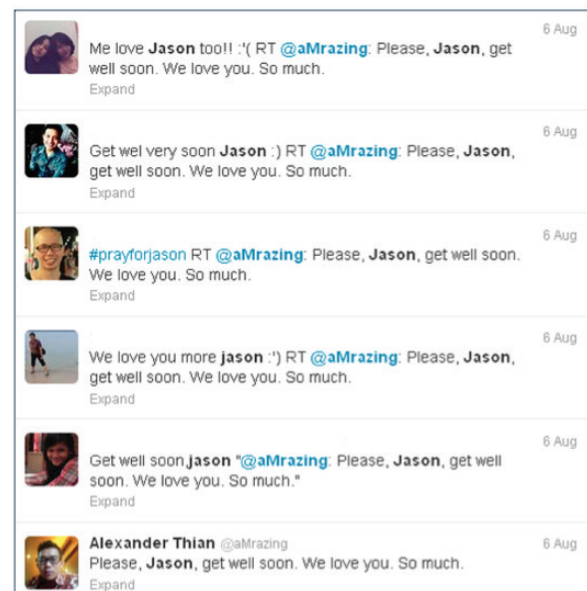 6 Aug
Me love Jason too!! :'( RT @aMrazing: Please, Jason, get
well soon. We love you. So much.
Expand
6 Aug
Get wel very soon Jason :) RT @aMrazing: Please, Jason,
get well soon. We love you. So much.
Expand
6 Aug
#prayforjason RT @aMrazing: Please, Jason, get well soon.
We love you. So much.
Expand
6 Aug
We love you more jason :') RT @aMrazing: Please, Jason,
get well soon. We love you. So much.
Expand
6 Aug
Get well soon,jason "@aMrazing: Please, Jason, get well
soon. We love you. So much."
Expand
Alexander Thian @aMrazing 6 Aug
Please, Jason, get well soon. We love you. So much.
Expand